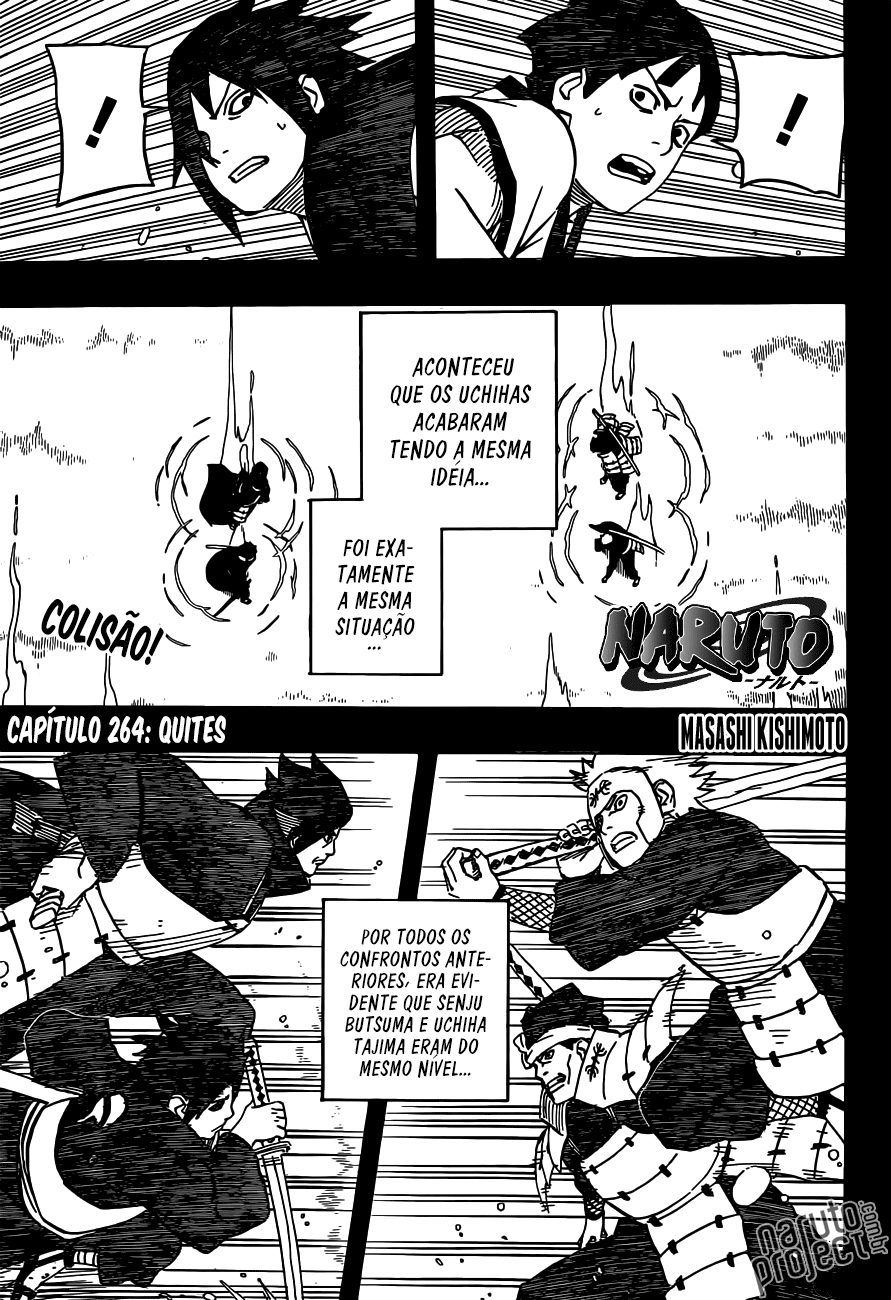 !
!
ACONTECEU
QUE OS UCHIHAS
ACABARAM
TENDO A MESMA
IDÉIA...
FOI EXA-
TAMENTE
A MESMA
SITUAÇÃO
...
COLISÃO!
NARUTO
-ナルト-
CAPÍTULO 264: QUITES
MASASHI KISHIMOTO
POR TODOS OS
CONFRONTOS ANTE-
RIORES, ERA EVI-
DENTE QUE SENJU
BUTSUMA E UCHIHA
TAJIMA ERAM DO
MESMO NÍVEL...
naruto
project
.com.br